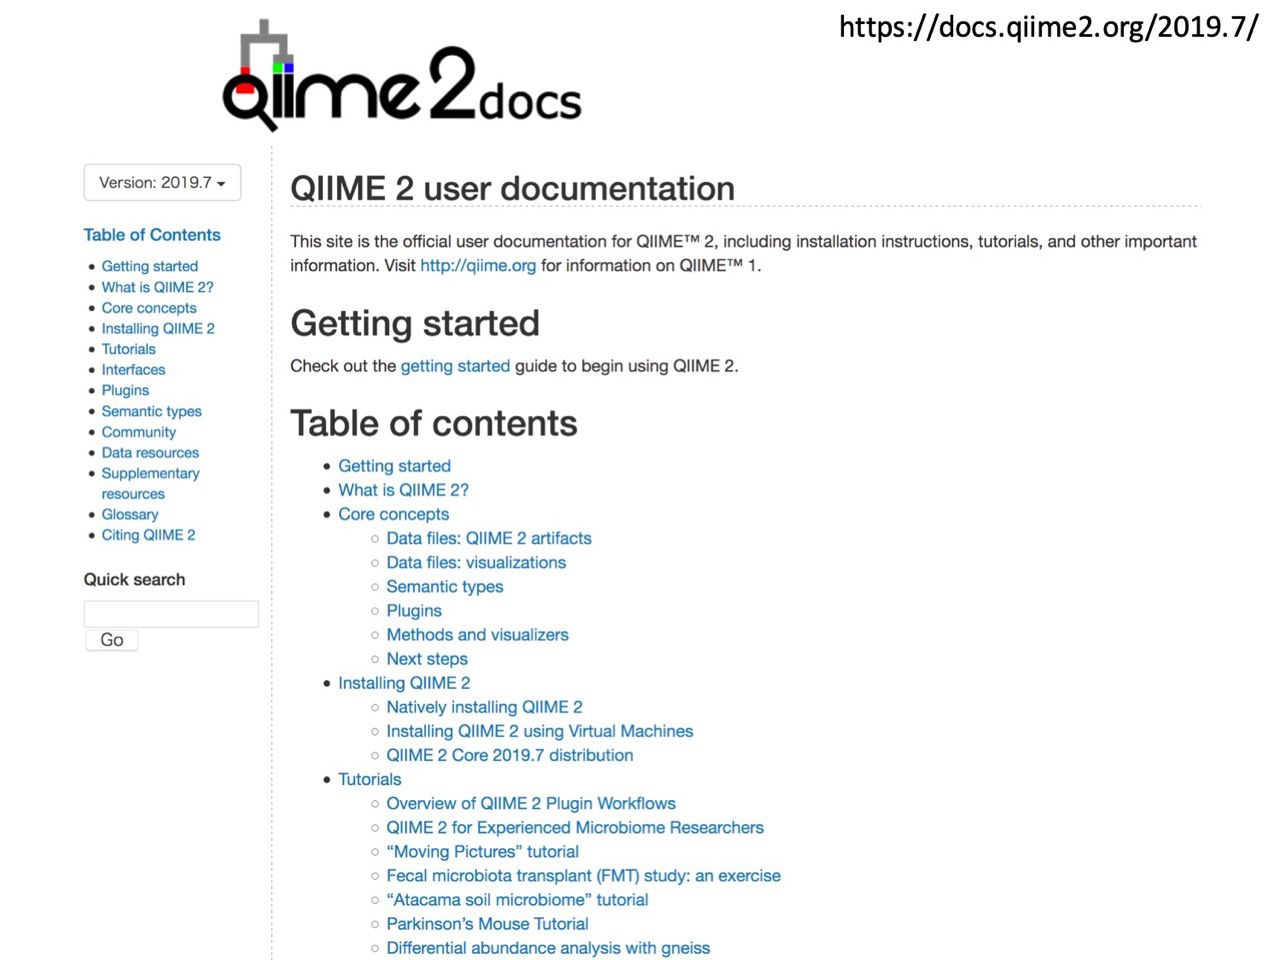 https://docs.qiime2.org/2019.7/
qiime2docs
Version: 2019.7
Table of Contents
Getting started
What is QIIME 2?
Core concepts
Installing QIIME 2
Tutorials
Interfaces
Plugins
Semantic types
Community
Data resources
Supplementary
resources
Glossary
Citing QIIME 2
Quick search
Go
QIIME 2 user documentation
This site is the official user documentation for QIIME™ 2, including installation instructions, tutorials, and other important
information. Visit http://qiime.org for information on QIIME™ 1.
Getting started
Check out the getting started guide to begin using QIIME 2.
Table of contents
Getting started
What is QIIME 2?
Core concepts
Data files: QIIME 2 artifacts
Data files: visualizations
Semantic types
Plugins
Methods and visualizers
Next steps
Installing QIIME 2
Natively installing QIIME 2
Installing QIIME 2 using Virtual Machines
QIIME 2 Core 2019.7 distribution
Tutorials
Overview of QIIME 2 Plugin Workflows
QIIME 2 for Experienced Microbiome Researchers
“Moving Pictures” tutorial
Fecal microbiota transplant (FMT) study: an exercise
“Atacama soil microbiome” tutorial
Parkinson’s Mouse Tutorial
Differential abundance analysis with gneiss